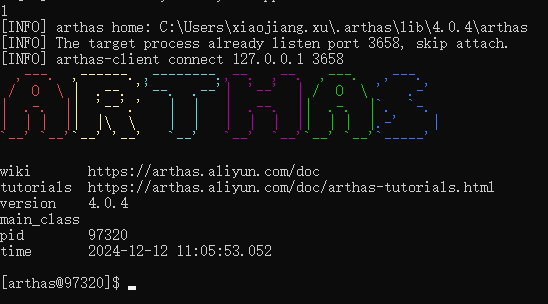 1
[INFO] arthas home: C:\Users\xiaojiang.xu\.arthas\lib\4.0.4\arthas
[INFO] The target process already listen port 3658, skip attach.
[INFO] arthas-client connect 127.0.0.1 3658
ARTHAS
wiki https://arthas.aliyun.com/doc
tutorials https://arthas.aliyun.com/doc/arthas-tutorials.html
version 4.0.4
main_class
pid 97320
time 2024-12-12 11:05:53.052
[arthas@97320]$